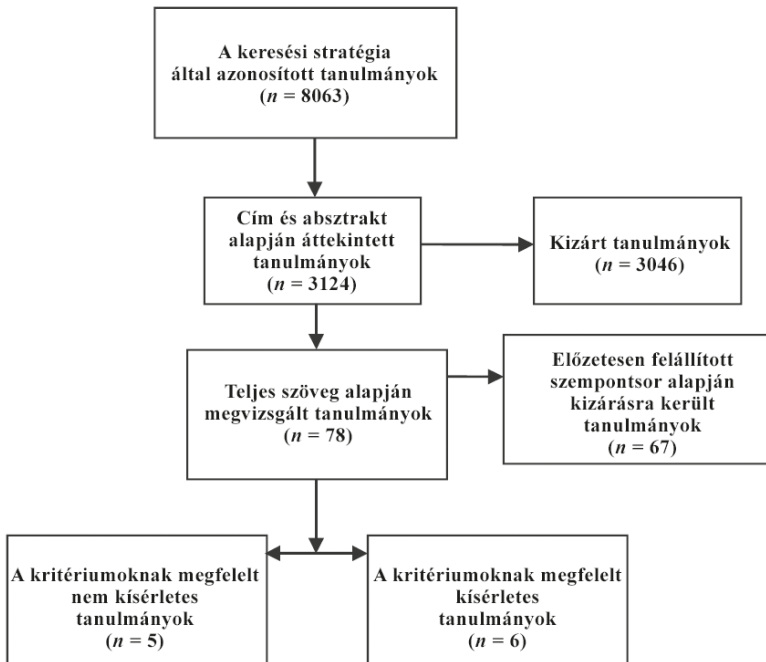 A keresési stratégia
által azonosított tanulmányok
(n = 8063)
Cím és absztrakt
alapján áttekintett
tanulmányok
(n = 3124)
Kizárt tanulmányok
(n = 3046)
Teljes szöveg alapján
megvizsgált tanulmányok
(n = 78)
Előzetesen felállított
szempontsor alapján
kizárásra került
tanulmányok
(n = 67)
A kritériumoknak megfelelt
nem kísérletes
tanulmányok
(n = 5)
A kritériumoknak megfelelt
kísérletes
tanulmányok
(n = 6)